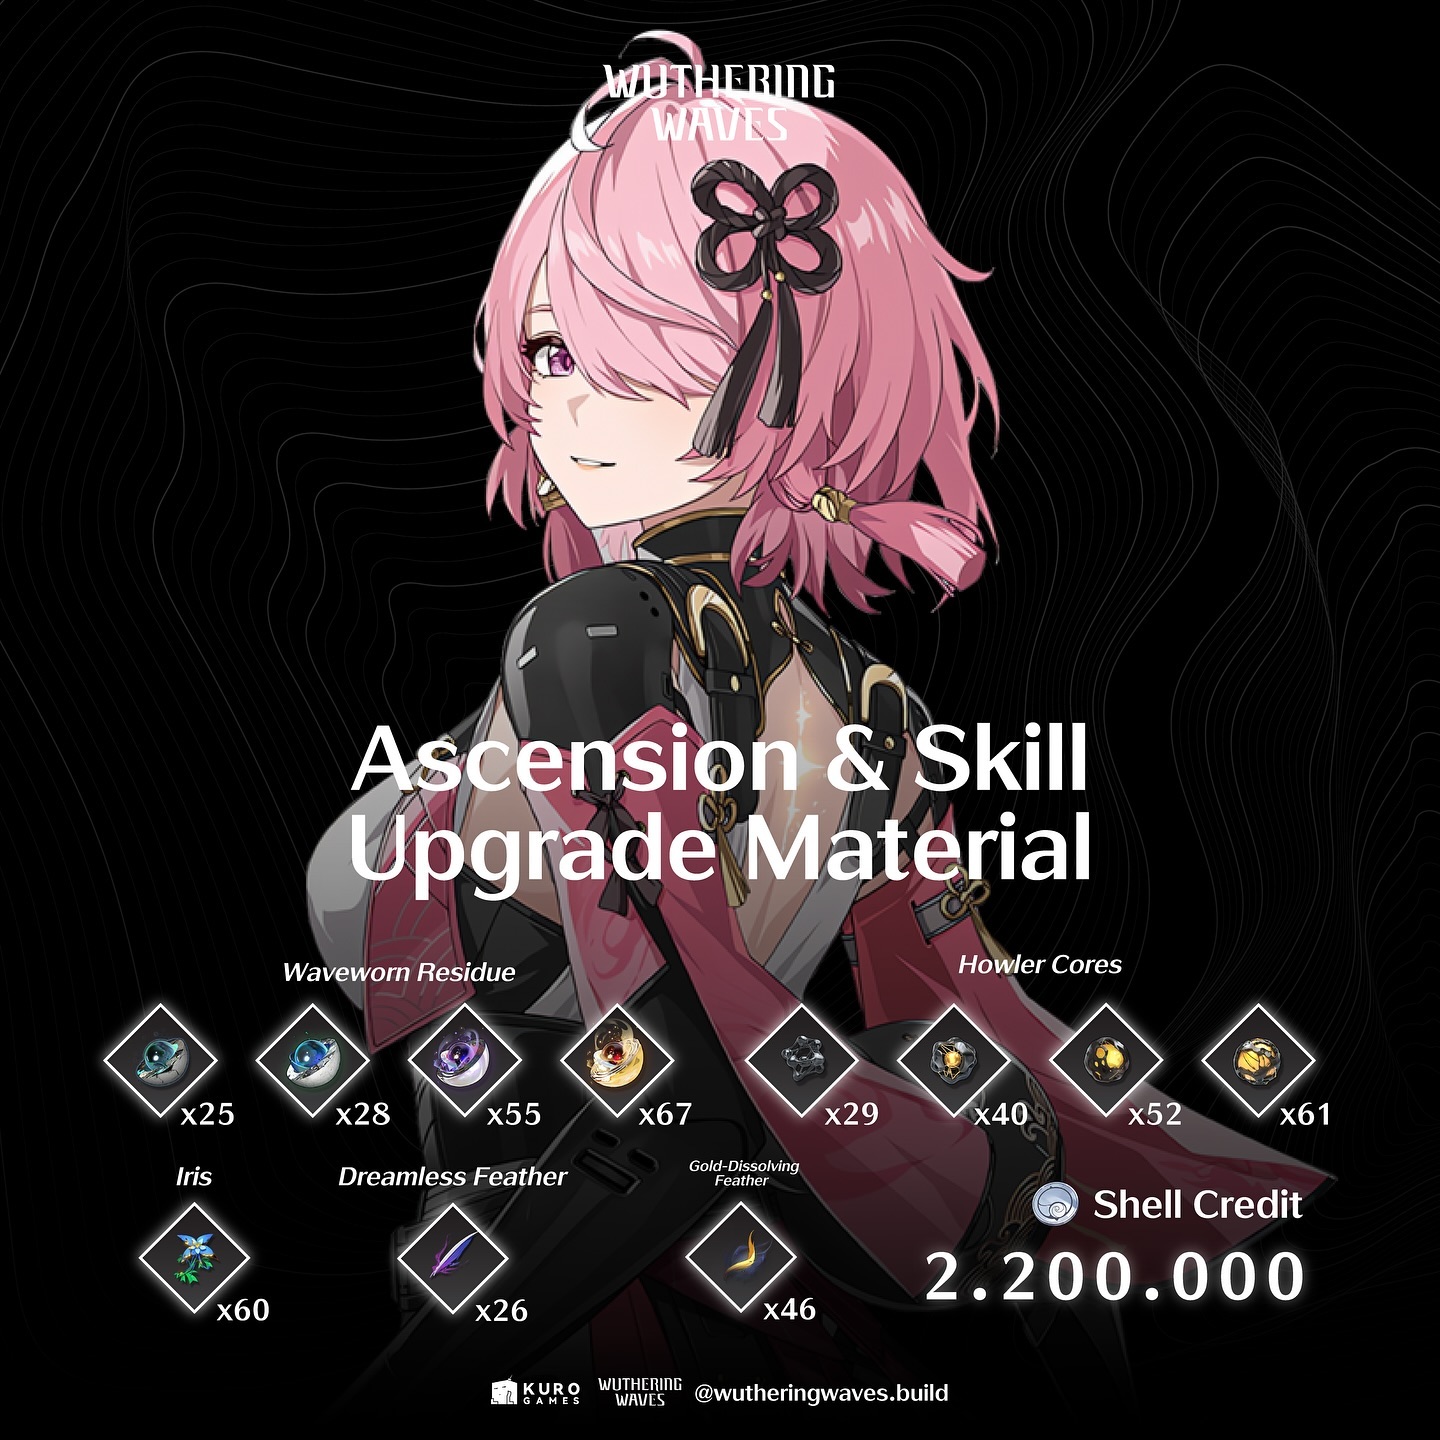 WUTHERING
WAVES
Ascension & Skill
Upgrade Material
Waveworn Residue
Howler Cores
x25
x28
x55
x67
x29
x40
x52
x61
Iris
Dreamless Feather
Gold-Dissolving
Feather
x60
x26
x46
Shell Credit
2.200.000
KURO
GAMES
WUTHERING
WAVES
@wutheringwaves.build